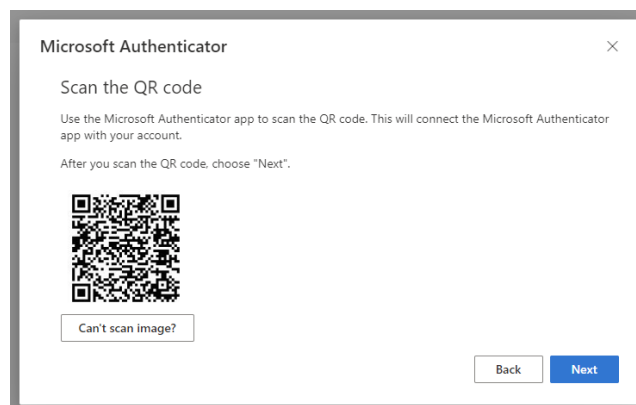 Microsoft Authenticator
Scan the QR code
Use the Microsoft Authenticator app to scan the QR code. This will connect the Microsoft Authenticator
app with your account.
After you scan the QR code, choose "Next".
Can't scan image?
Back
Next